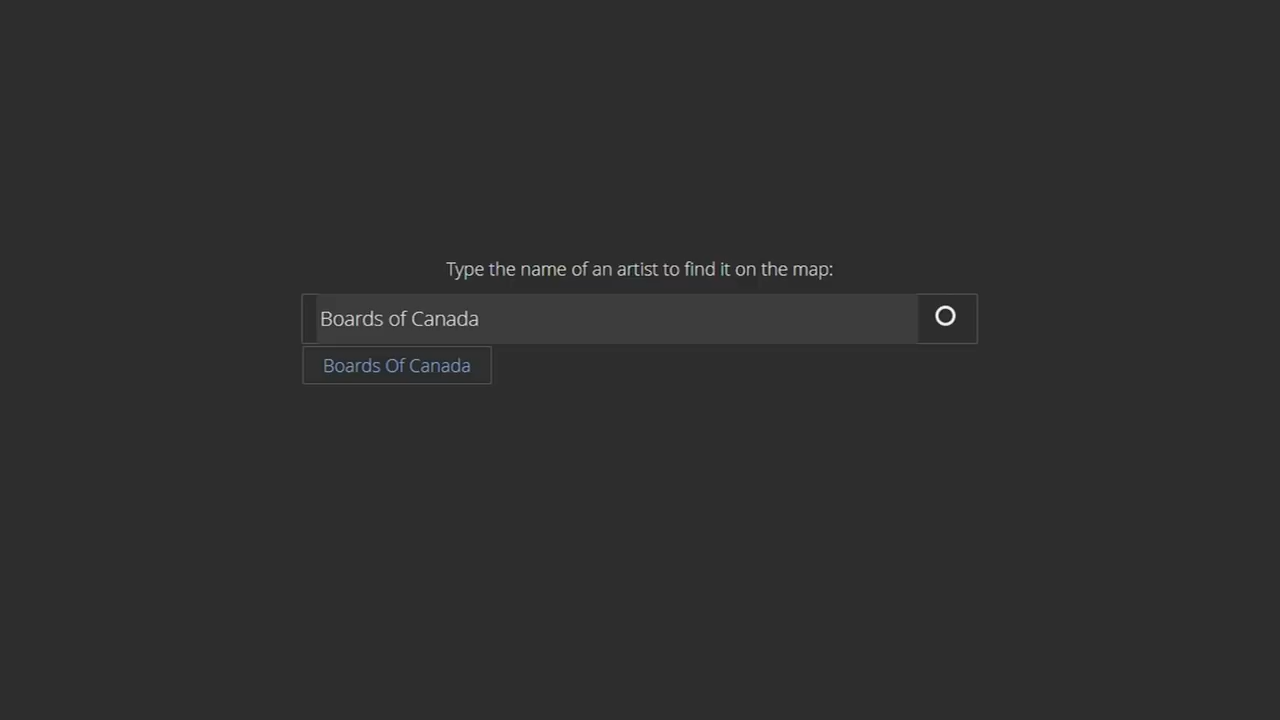 Type the name of an artist to find it on the map:
Boards of Canada
Boards Of Canada